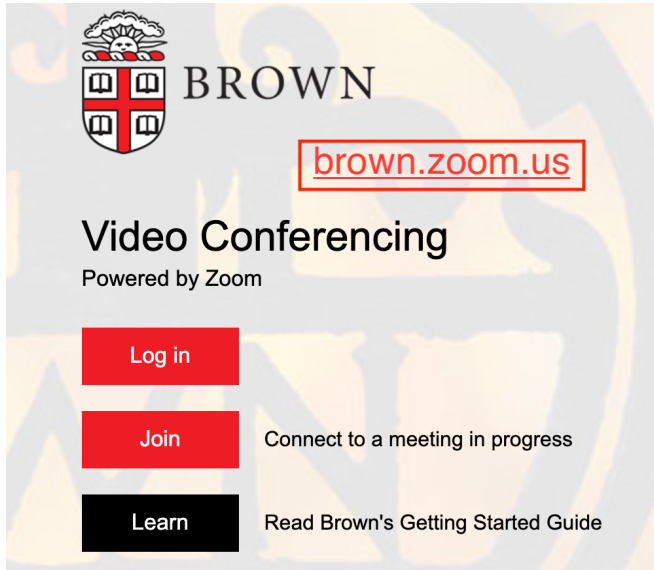 BROWN
brown.zoom.us
Video Conferencing
Powered by Zoom
Log in
Join
Connect to a meeting in progress
Learn
Read Brown's Getting Started Guide